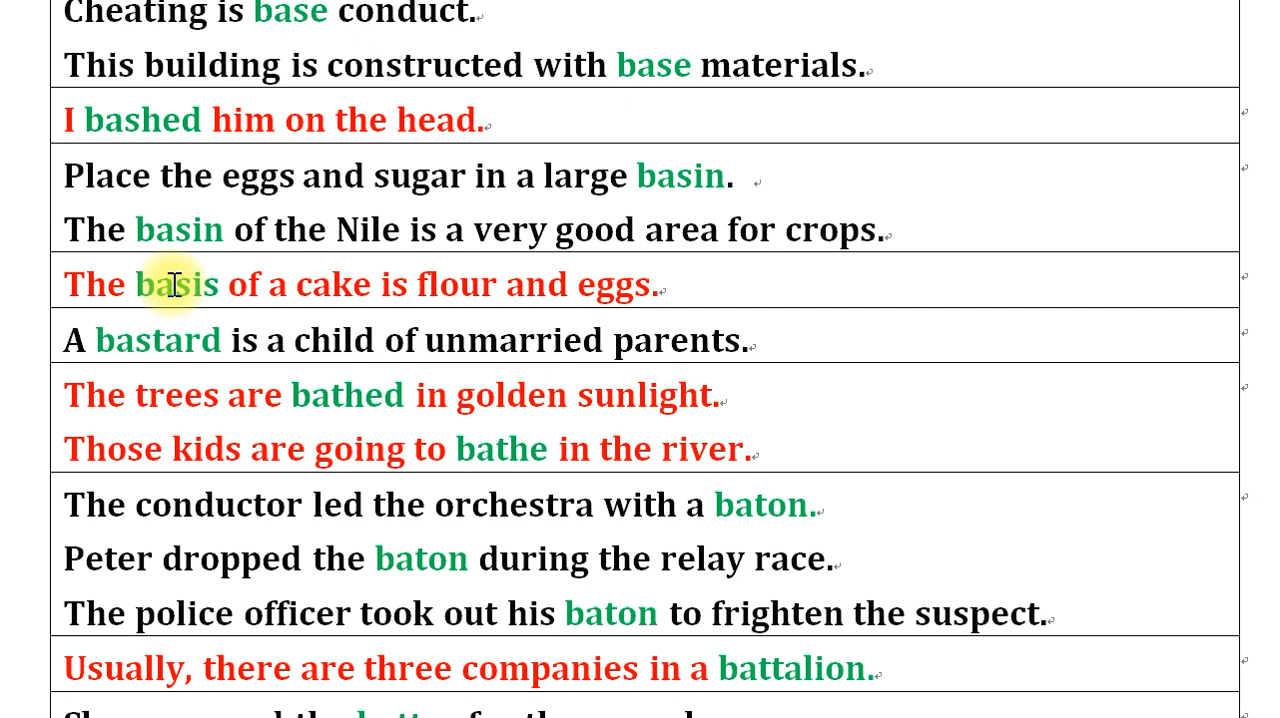 Cheating is base conduct.
This building is constructed with base materials.
I bashed him on the head.
Place the eggs and sugar in a large basin.
The basin of the Nile is a very good area for crops.
The basis of a cake is flour and eggs.
A bastard is a child of unmarried parents.
The trees are bathed in golden sunlight.
Those kids are going to bathe in the river.
The conductor led the orchestra with a baton.
Peter dropped the baton during the relay race.
The police officer took out his baton to frighten the suspect.
Usually, there are three companies in a battalion.